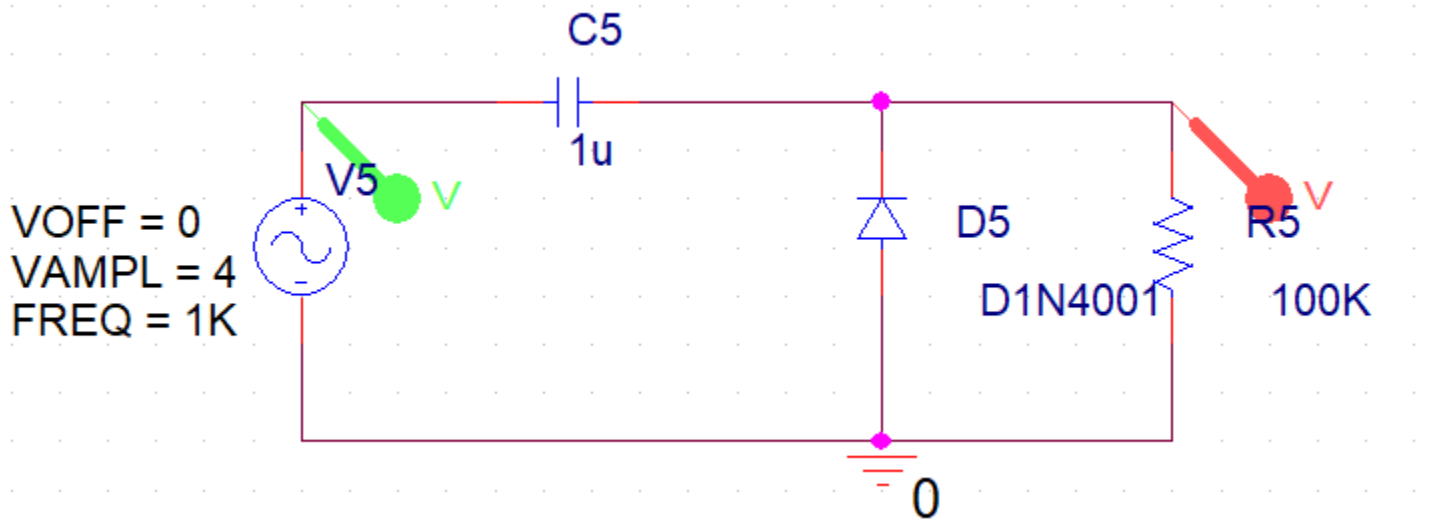 C5
1u
V5
V
VOFF = 0
VAMPL = 4
FREQ = 1K
D5
D1N4001
R5
V
100K
0